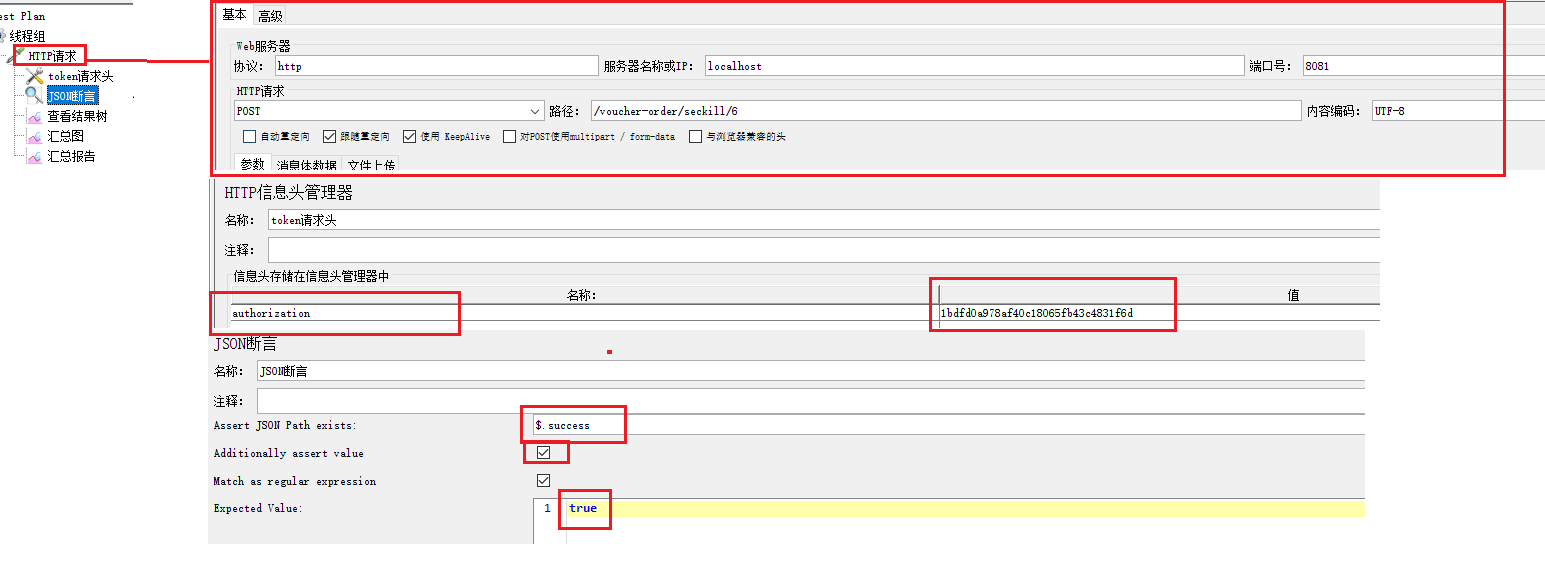 est Plan
线程组
HTTP请求
token请求头
JSON断言
查看结果树
汇总图
汇总报告
基本 高级
Web服务器
协议: http 服务器名称或IP: localhost 端口号: 8081
HTTP请求
POST 路径: /voucher-order/seckill/6 内容编码: UTF-8
自动重定向 跟随重定向 使用 KeepAlive 对POST使用multipart / form-data 与浏览器兼容的头
参数 消息体数据 文件上传
HTTP信息头管理器
名称: token请求头
注释:
信息头存储在信息头管理器中
名称: 值
authorization 1bdfd0a978af40c18065fb43c4831f6d
JSON断言
名称: JSON断言
注释:
Assert JSON Path exists: $.success
Additionally assert value
Match as regular expression
Expected Value: 1 true